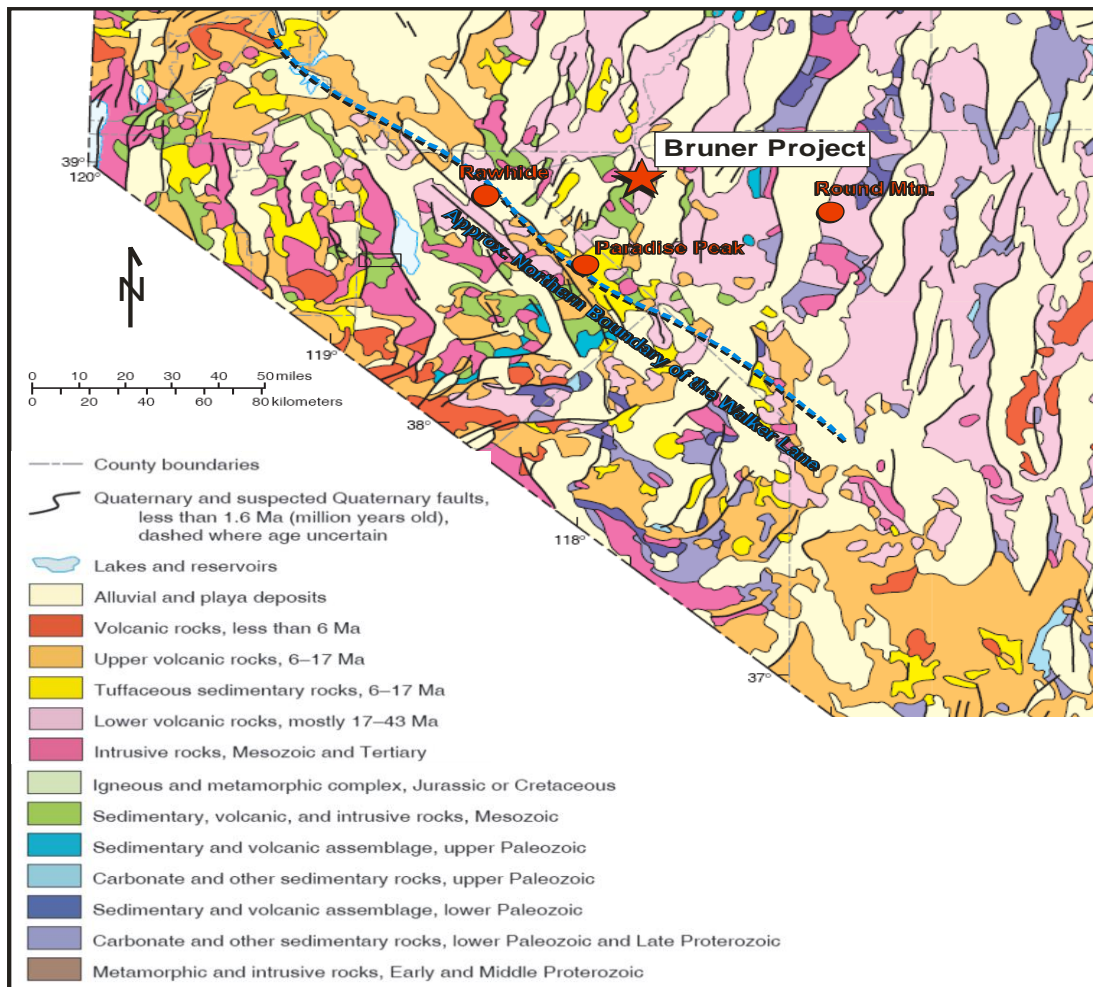 Bruner Project
39°
120°
Rawhide
Round Mtn.
Approx. Northern Boundary of the Walker Lane
Paradise Peak
N
119°
0 10 20 30 40 50 miles
0 20 40 60 80 kilometers
38°
County boundaries
Quaternary and suspected Quaternary faults,
less than 1.6 Ma (million years old),
dashed where age uncertain
118°
Lakes and reservoirs
Alluvial and playa deposits
Volcanic rocks, less than 6 Ma
Upper volcanic rocks, 6–17 Ma
37°
Tuffaceous sedimentary rocks, 6–17 Ma
Lower volcanic rocks, mostly 17–43 Ma
Intrusive rocks, Mesozoic and Tertiary
Igneous and metamorphic complex, Jurassic or Cretaceous
Sedimentary, volcanic, and intrusive rocks, Mesozoic
Sedimentary and volcanic assemblage, upper Paleozoic
Carbonate and other sedimentary rocks, upper Paleozoic
Sedimentary and volcanic assemblage, lower Paleozoic
Carbonate and other sedimentary rocks, lower Paleozoic and Late Proterozoic
Metamorphic and intrusive rocks, Early and Middle Proterozoic